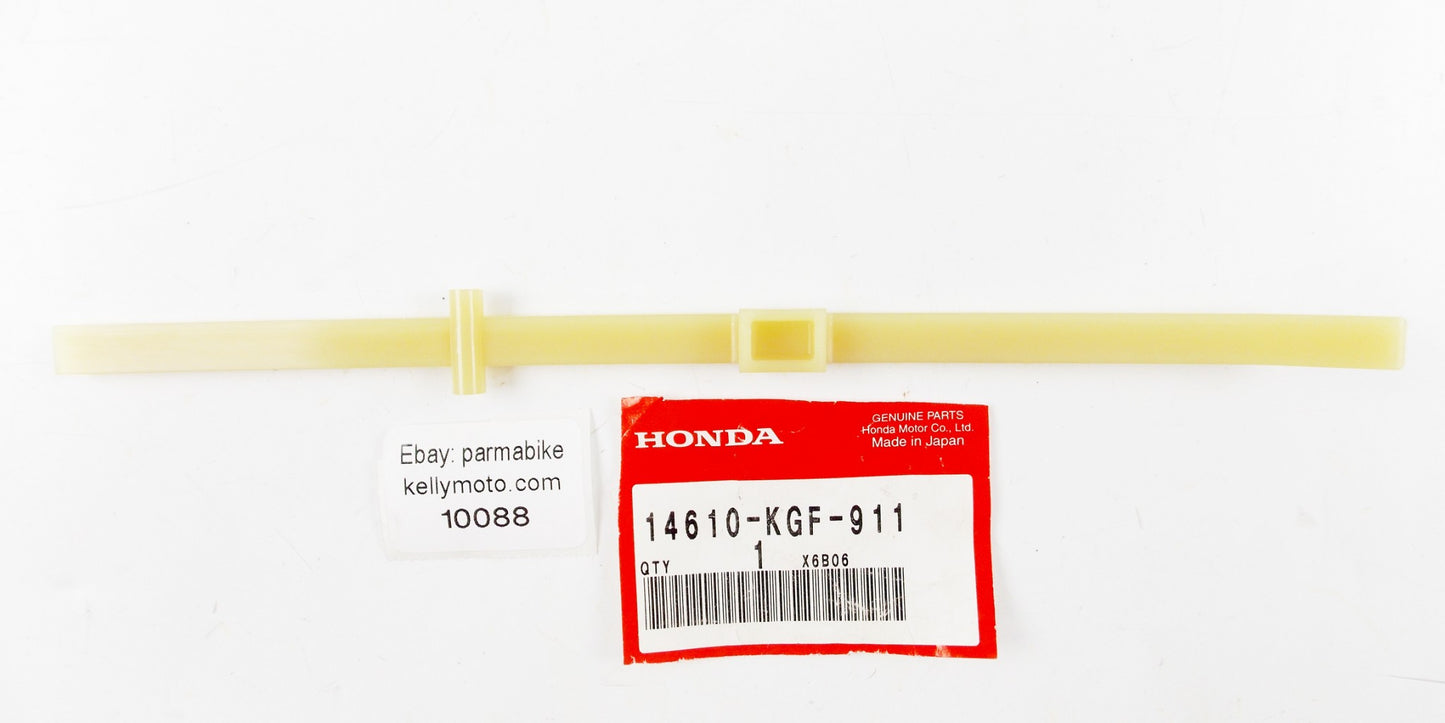 Ebay: parmabike
kellymoto.com
10088
HONDA
GENUINE PARTS
Honda Motor Co., Ltd.
Made in Japan
14610-KGF-911
QTY 1 X6B06